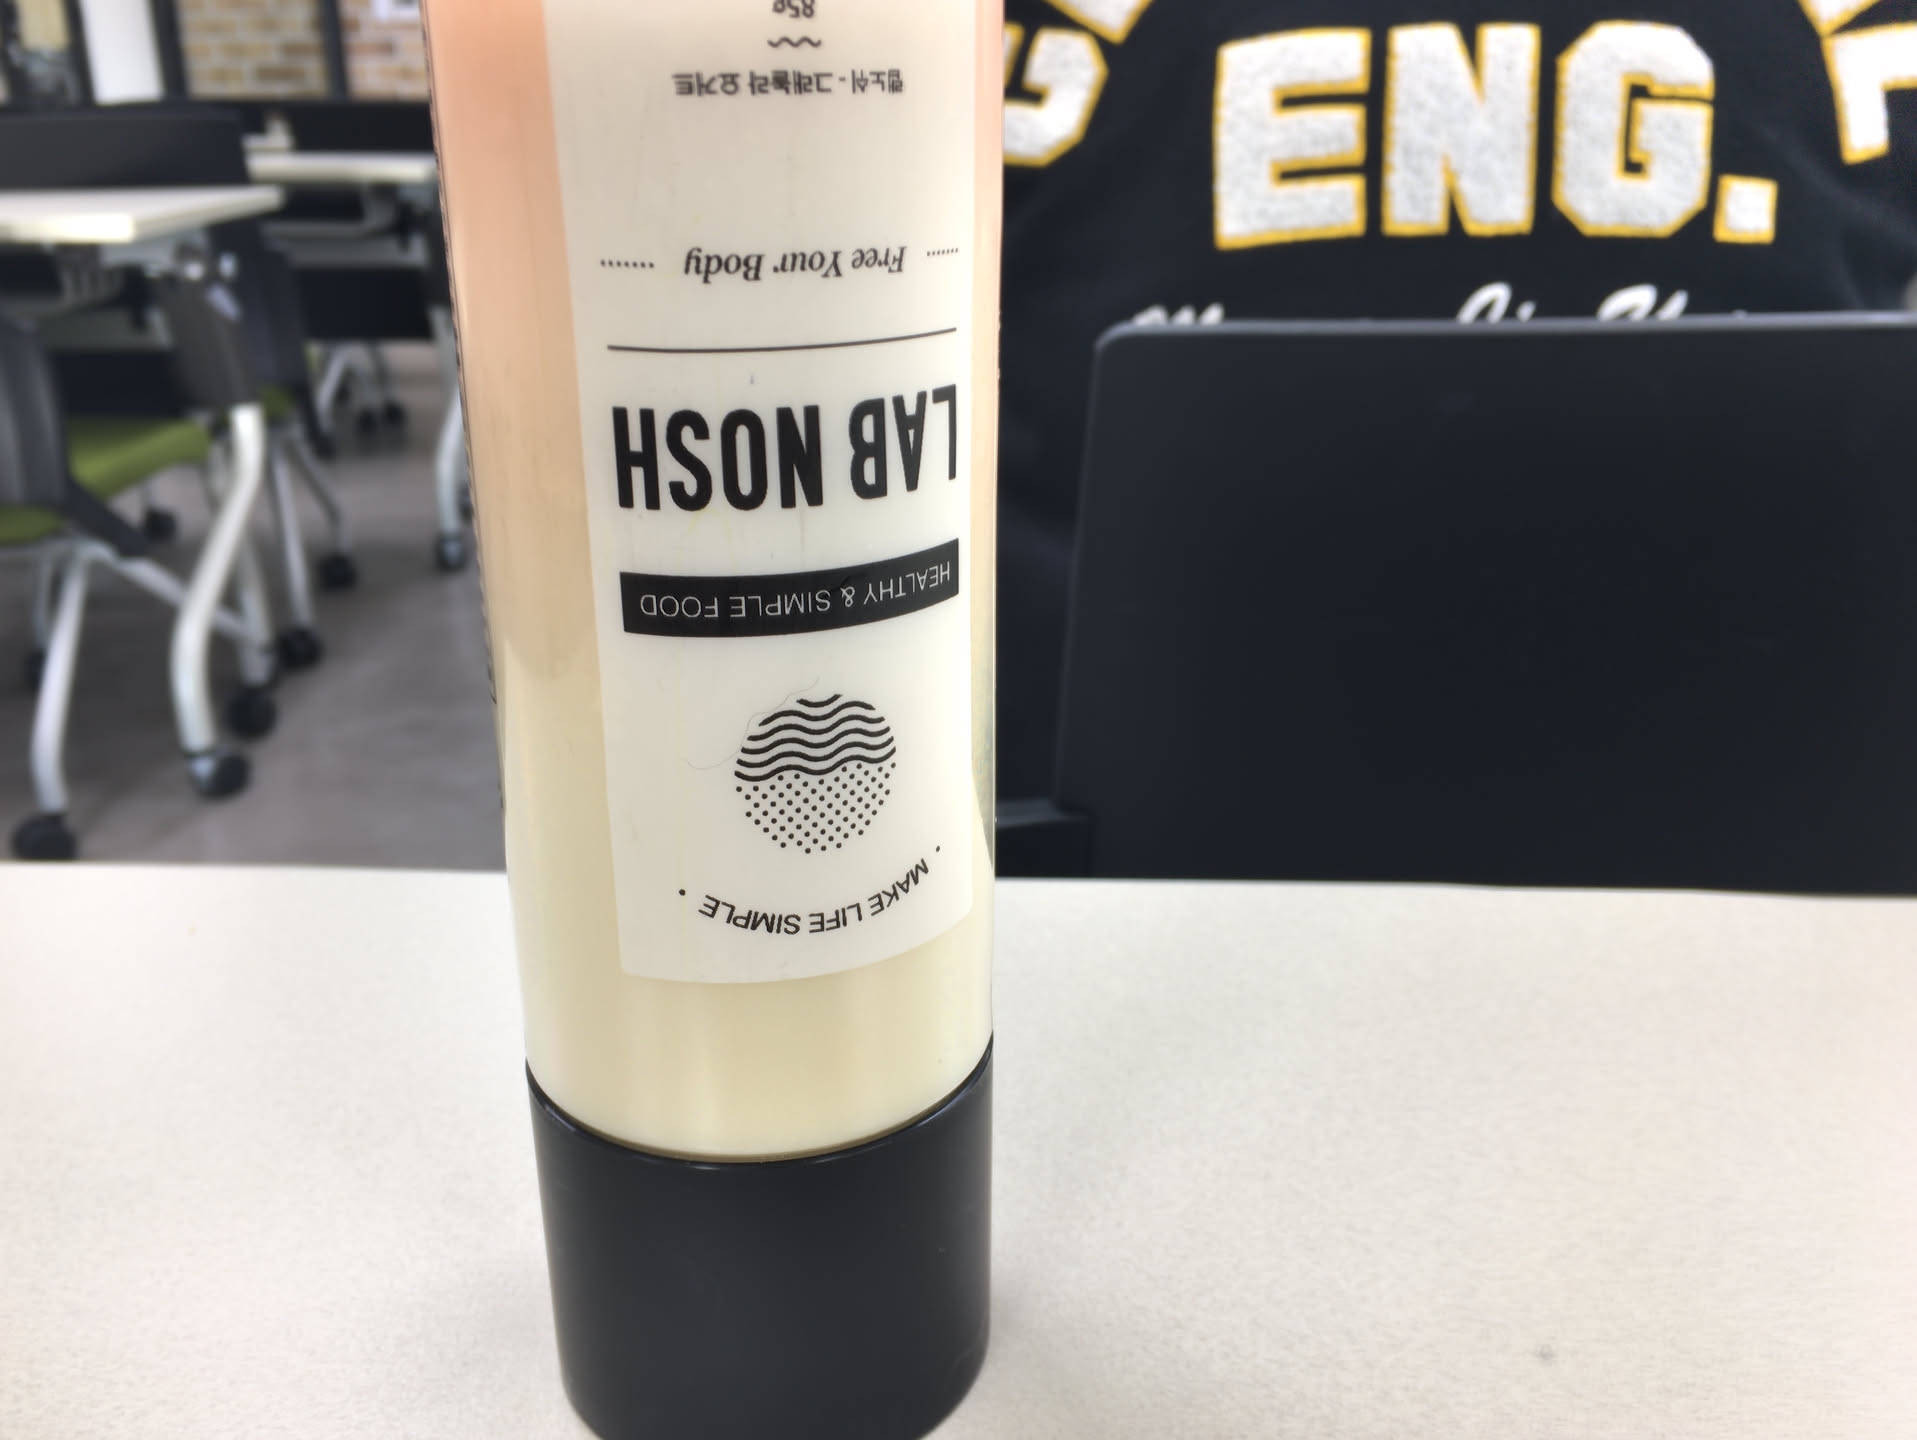 MAKE LIFE SIMPLE
HEALTHY & SIMPLE FOOD
LAB NOSH
Free Your Body
랩노쉬 - 그래놀라 요거트
85g
ENG.